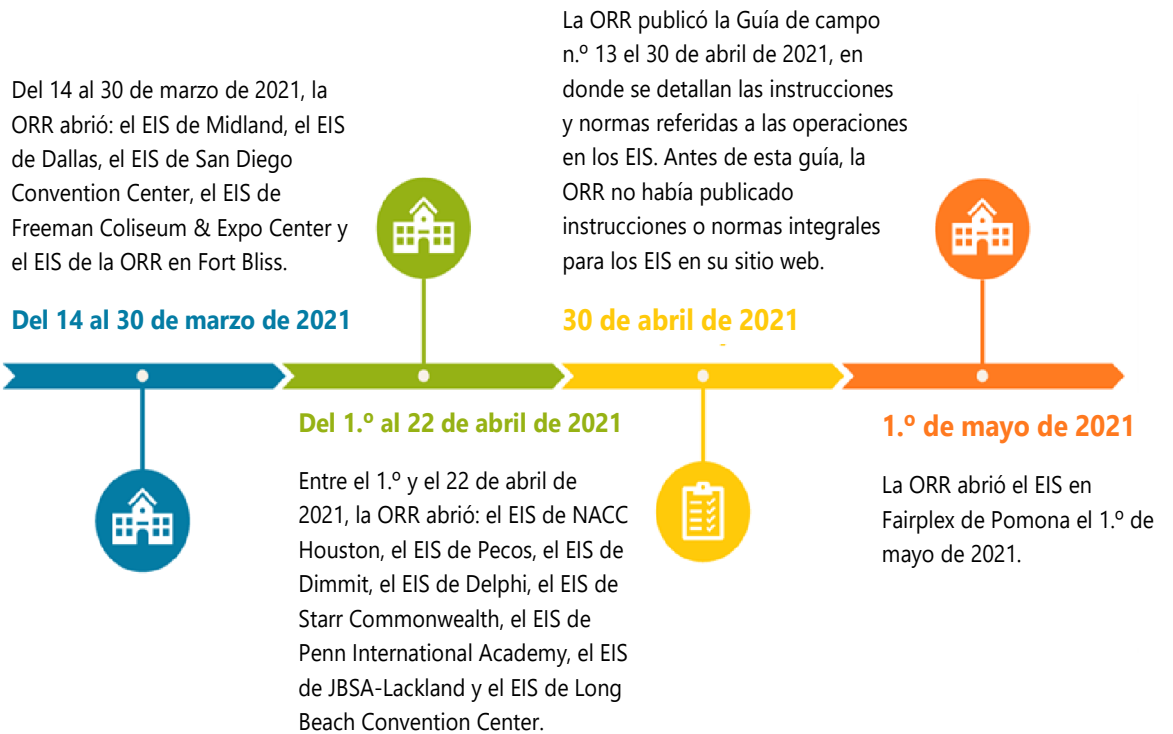 Del 14 al 30 de marzo de 2021, la
ORR abrió: el EIS de Midland, el EIS
de Dallas, el EIS de San Diego
Convention Center, el EIS de
Freeman Coliseum & Expo Center y
el EIS de la ORR en Fort Bliss.
Del 14 al 30 de marzo de 2021
Del 1.º al 22 de abril de 2021
Entre el 1.º y el 22 de abril de
2021, la ORR abrió: el EIS de NACC
Houston, el EIS de Pecos, el EIS de
Dimmit, el EIS de Delphi, el EIS de
Starr Commonwealth, el EIS de
Penn International Academy, el EIS
de JBSA-Lackland y el EIS de Long
Beach Convention Center.
La ORR publicó la Guía de campo
n.º 13 el 30 de abril de 2021, en
donde se detallan las instrucciones
y normas referidas a las operaciones
en los EIS. Antes de esta guía, la
ORR no había publicado
instrucciones o normas integrales
para los EIS en su sitio web.
30 de abril de 2021
1.º de mayo de 2021
La ORR abrió el EIS en
Fairplex de Pomona el 1.º de
mayo de 2021.